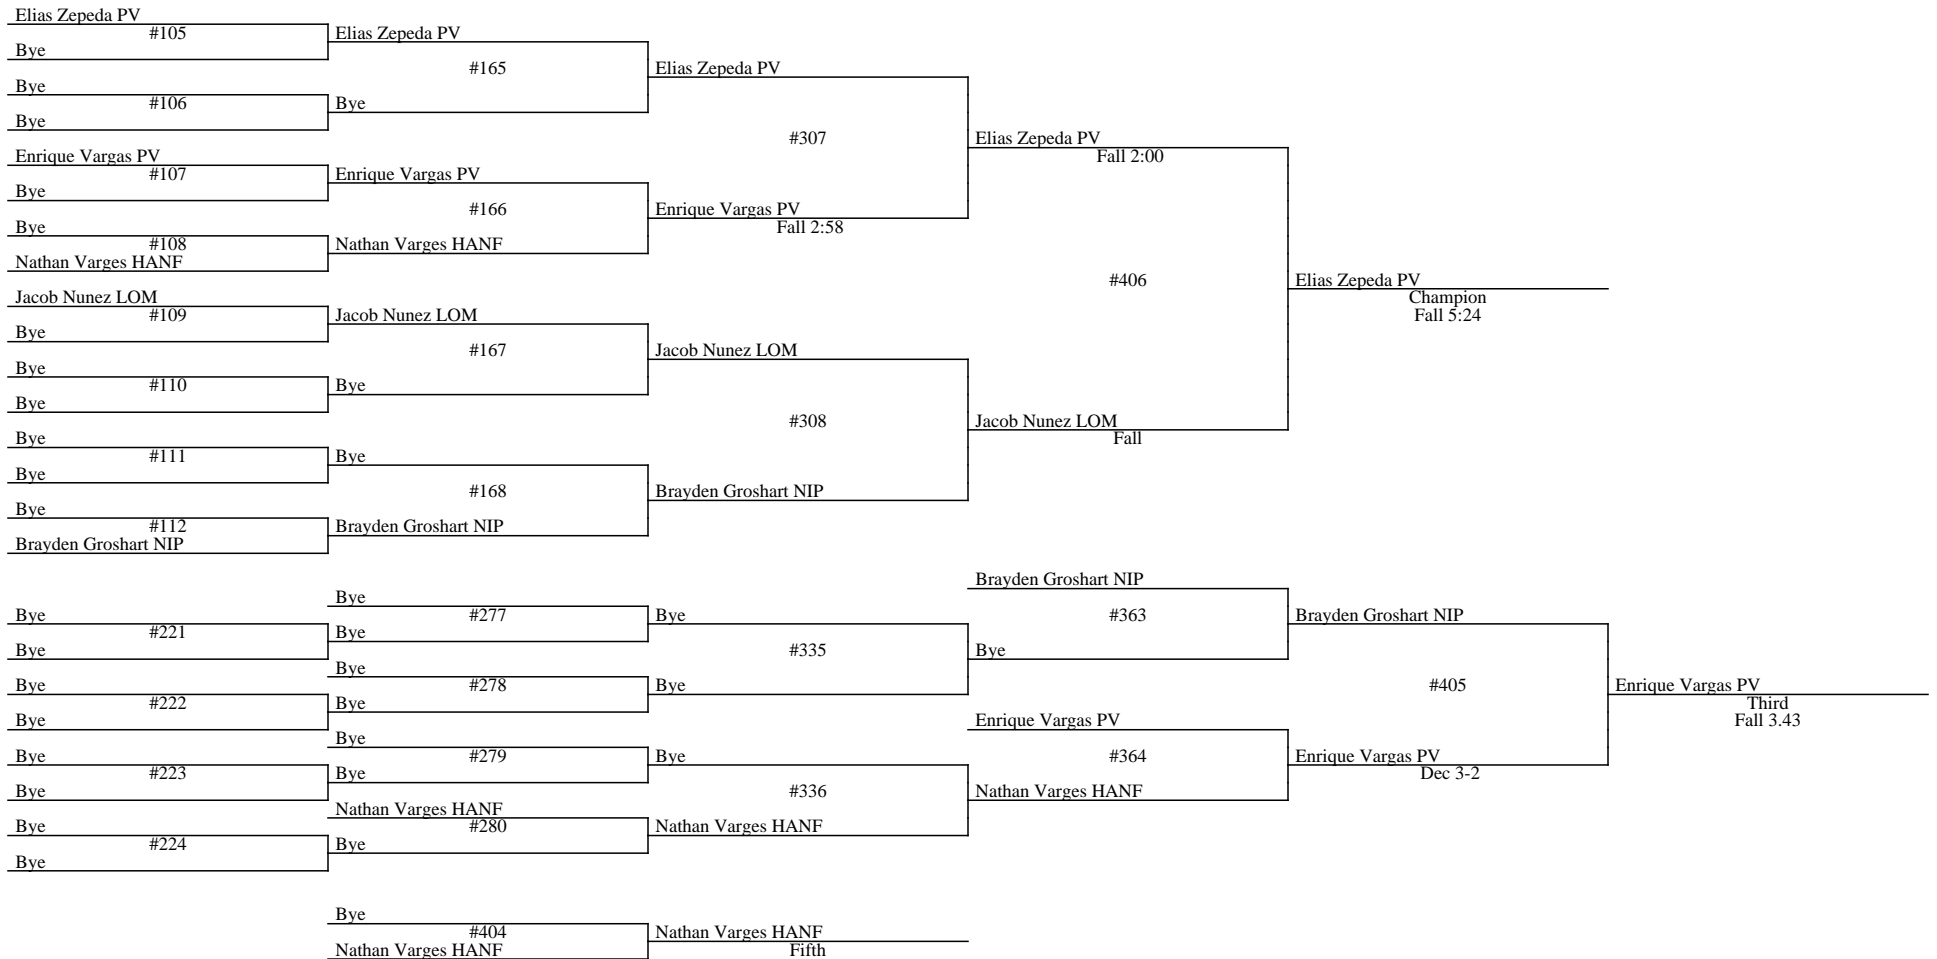 Elias Zepeda PV
#105
Bye
Elias Zepeda PV
#165
Bye
#106
Bye
Bye
Elias Zepeda PV
#307
Enrique Vargas PV
#107
Bye
Enrique Vargas PV
#166
Bye
#108
Nathan Varges HANF
Nathan Varges HANF
Enrique Vargas PV
Fall 2:58
Elias Zepeda PV
Fall 2:00
#406
Jacob Nunez LOM
#109
Bye
Jacob Nunez LOM
#167
Bye
#110
Bye
Bye
Jacob Nunez LOM
#308
Bye
#111
Bye
Bye
#168
Bye
#112
Brayden Groshart NIP
Brayden Groshart NIP
Brayden Groshart NIP
Jacob Nunez LOM
Fall
Elias Zepeda PV
Champion
Fall 5:24
Bye
#221
Bye
Bye
#277
Bye
Bye
#222
Bye
Bye
#278
Bye
Bye
#335
Bye
Brayden Groshart NIP
#363
Bye
Brayden Groshart NIP
#405
Bye
#223
Bye
Bye
#279
Bye
Bye
#224
Bye
Nathan Varges HANF
#280
Bye
Bye
#336
Nathan Varges HANF
Enrique Vargas PV
#364
Nathan Varges HANF
Enrique Vargas PV
Dec 3-2
Enrique Vargas PV
Third
Fall 3.43
Bye
#404
Nathan Varges HANF
Nathan Varges HANF
Fifth